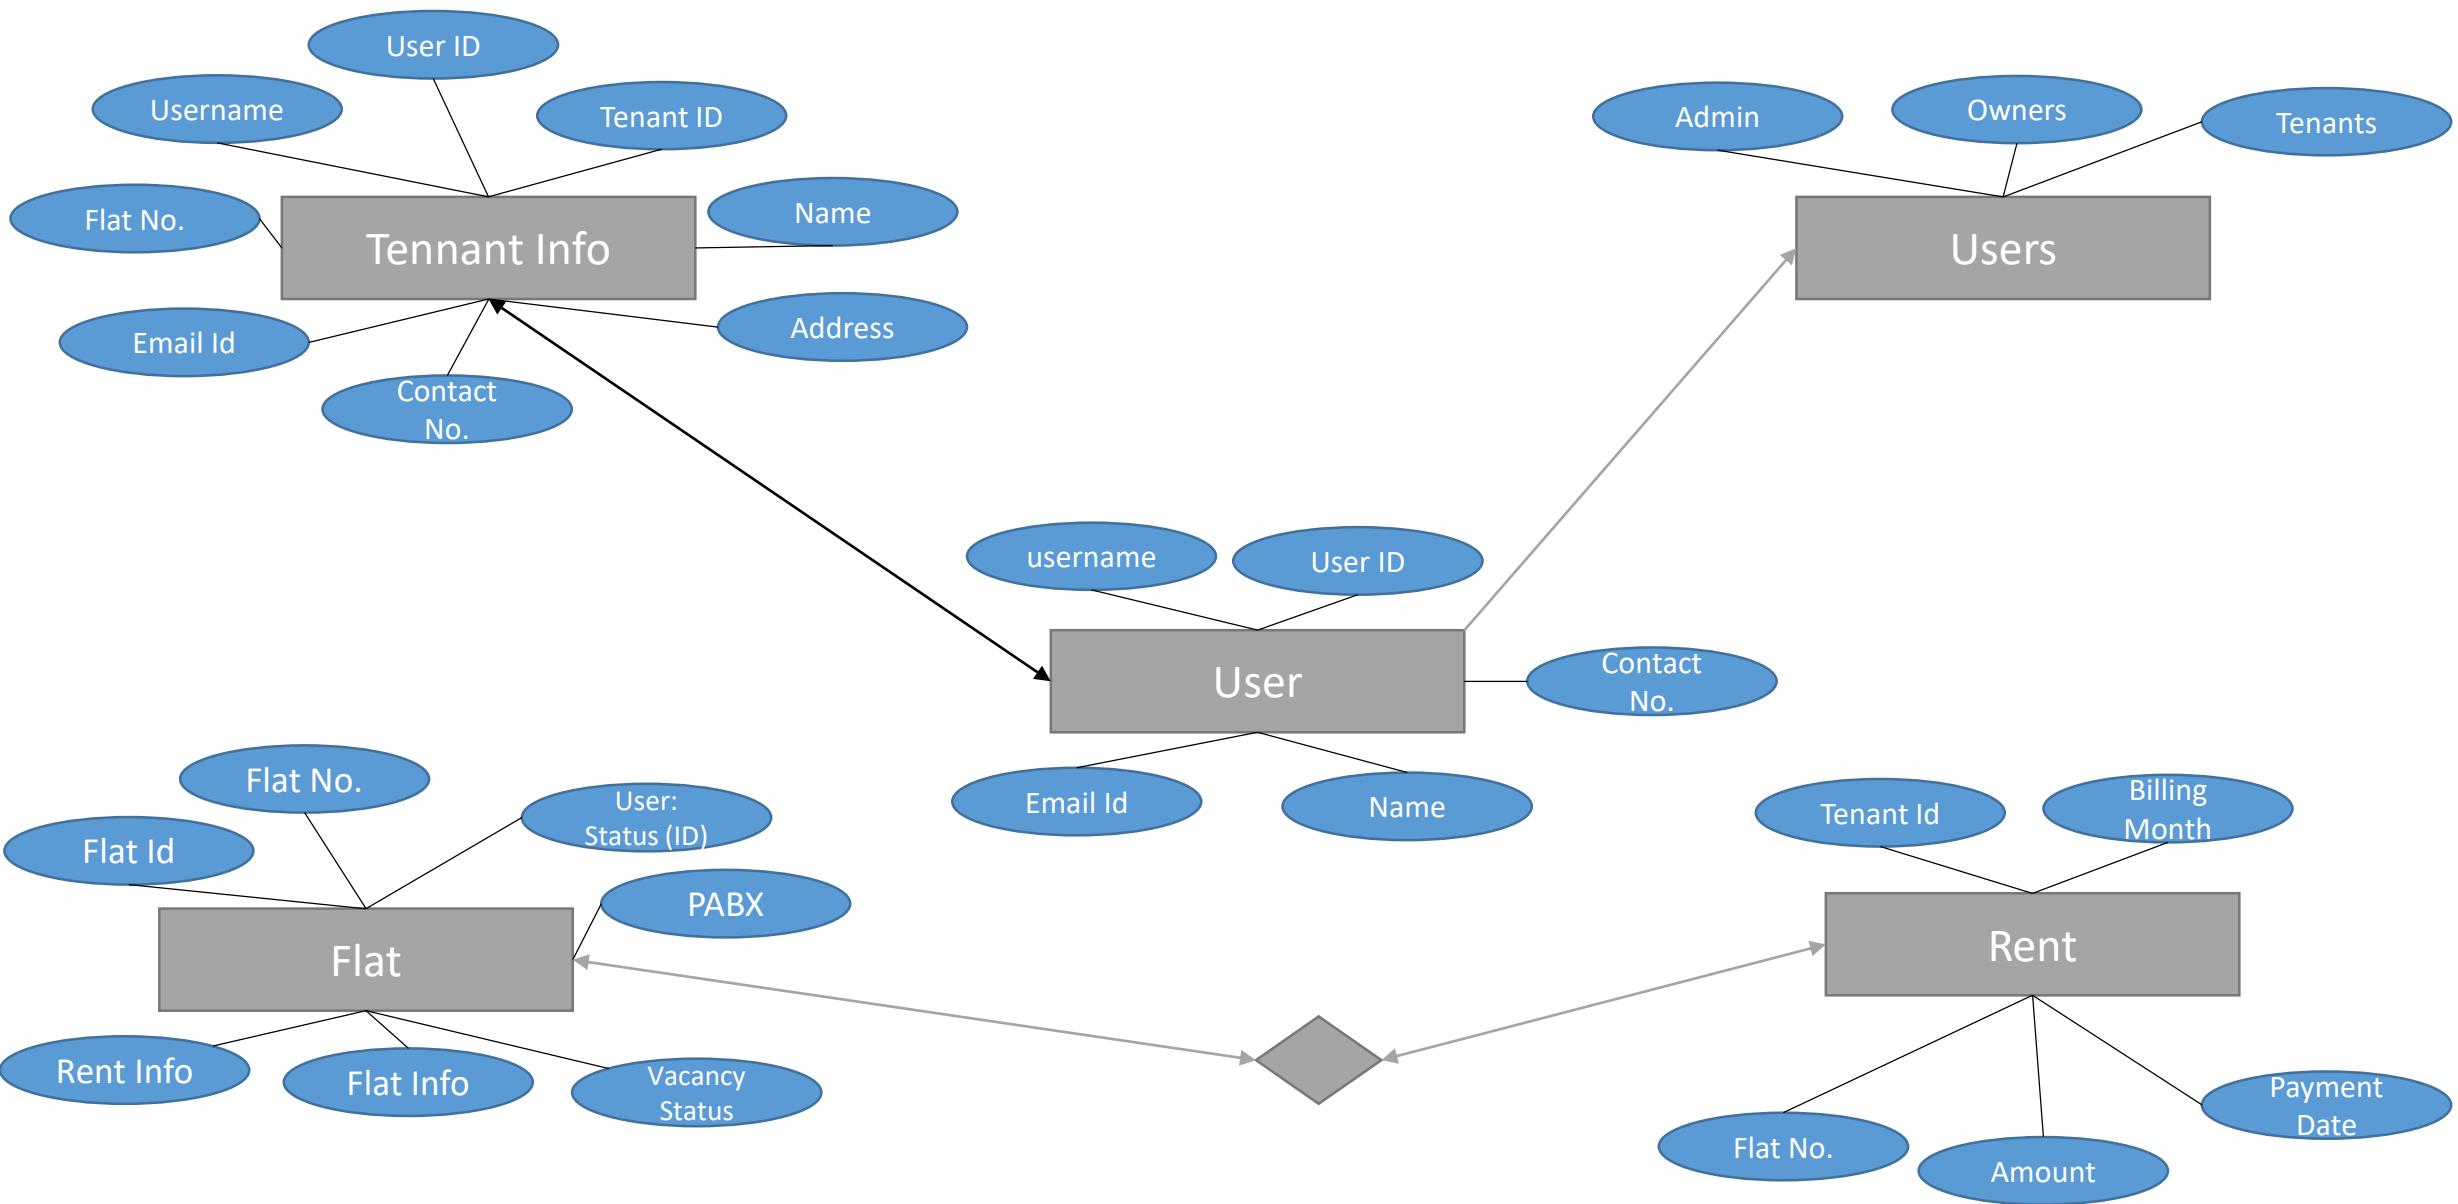 User ID
Username
Tenant ID
Admin
Owners
Tenants
Flat No.
Name
Tennant Info
Users
Email Id
Address
Contact
No.
username
User ID
User
Contact
No.
Email Id
Name
Flat No.
User:
Status (ID)
Flat Id
PABX
Flat
Tenant Id
Billing
Month
Rent
Rent Info
Flat Info
Vacancy
Status
Payment
Date
Flat No.
Amount